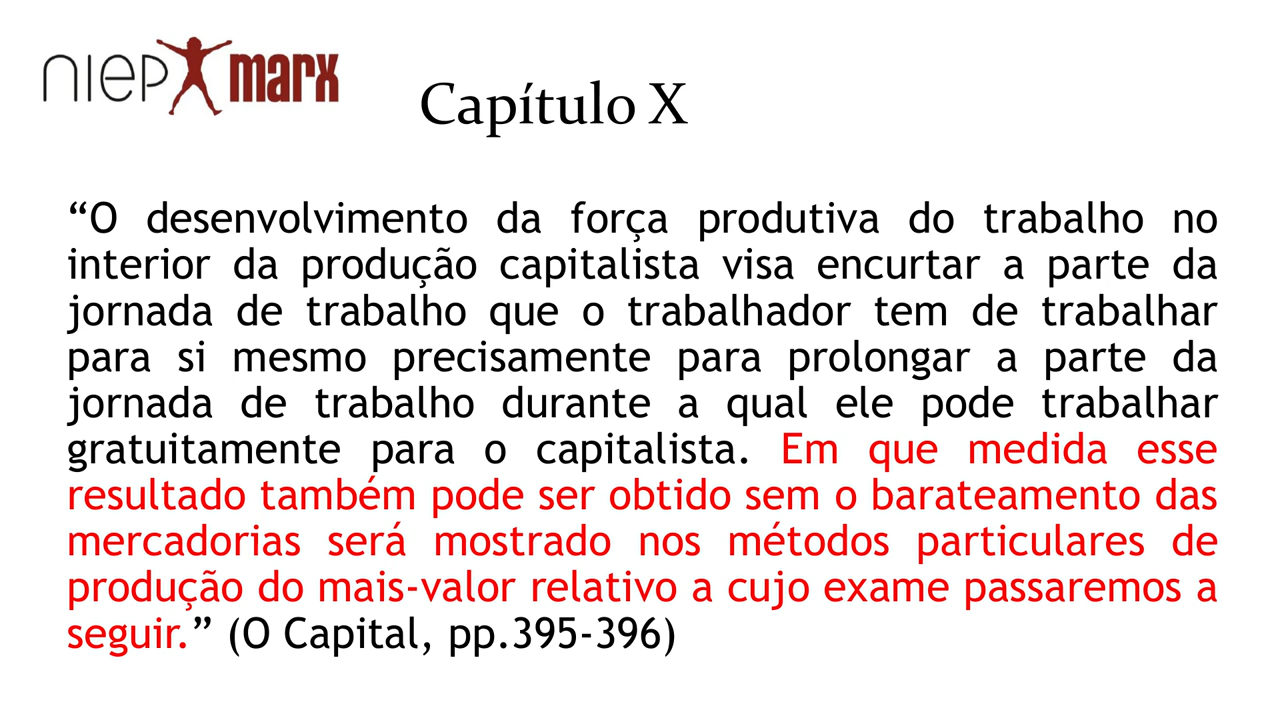 NIEP marx
Capítulo X
“O desenvolvimento da força produtiva do trabalho no
interior da produção capitalista visa encurtar a parte da
jornada de trabalho que o trabalhador tem de trabalhar
para si mesmo precisamente para prolongar a parte da
jornada de trabalho durante a qual ele pode trabalhar
gratuitamente para o capitalista. Em que medida esse
resultado também pode ser obtido sem o barateamento das
mercadorias será mostrado nos métodos particulares de
produção do mais-valor relativo a cujo exame passaremos a
seguir.” (O Capital, pp.395-396)